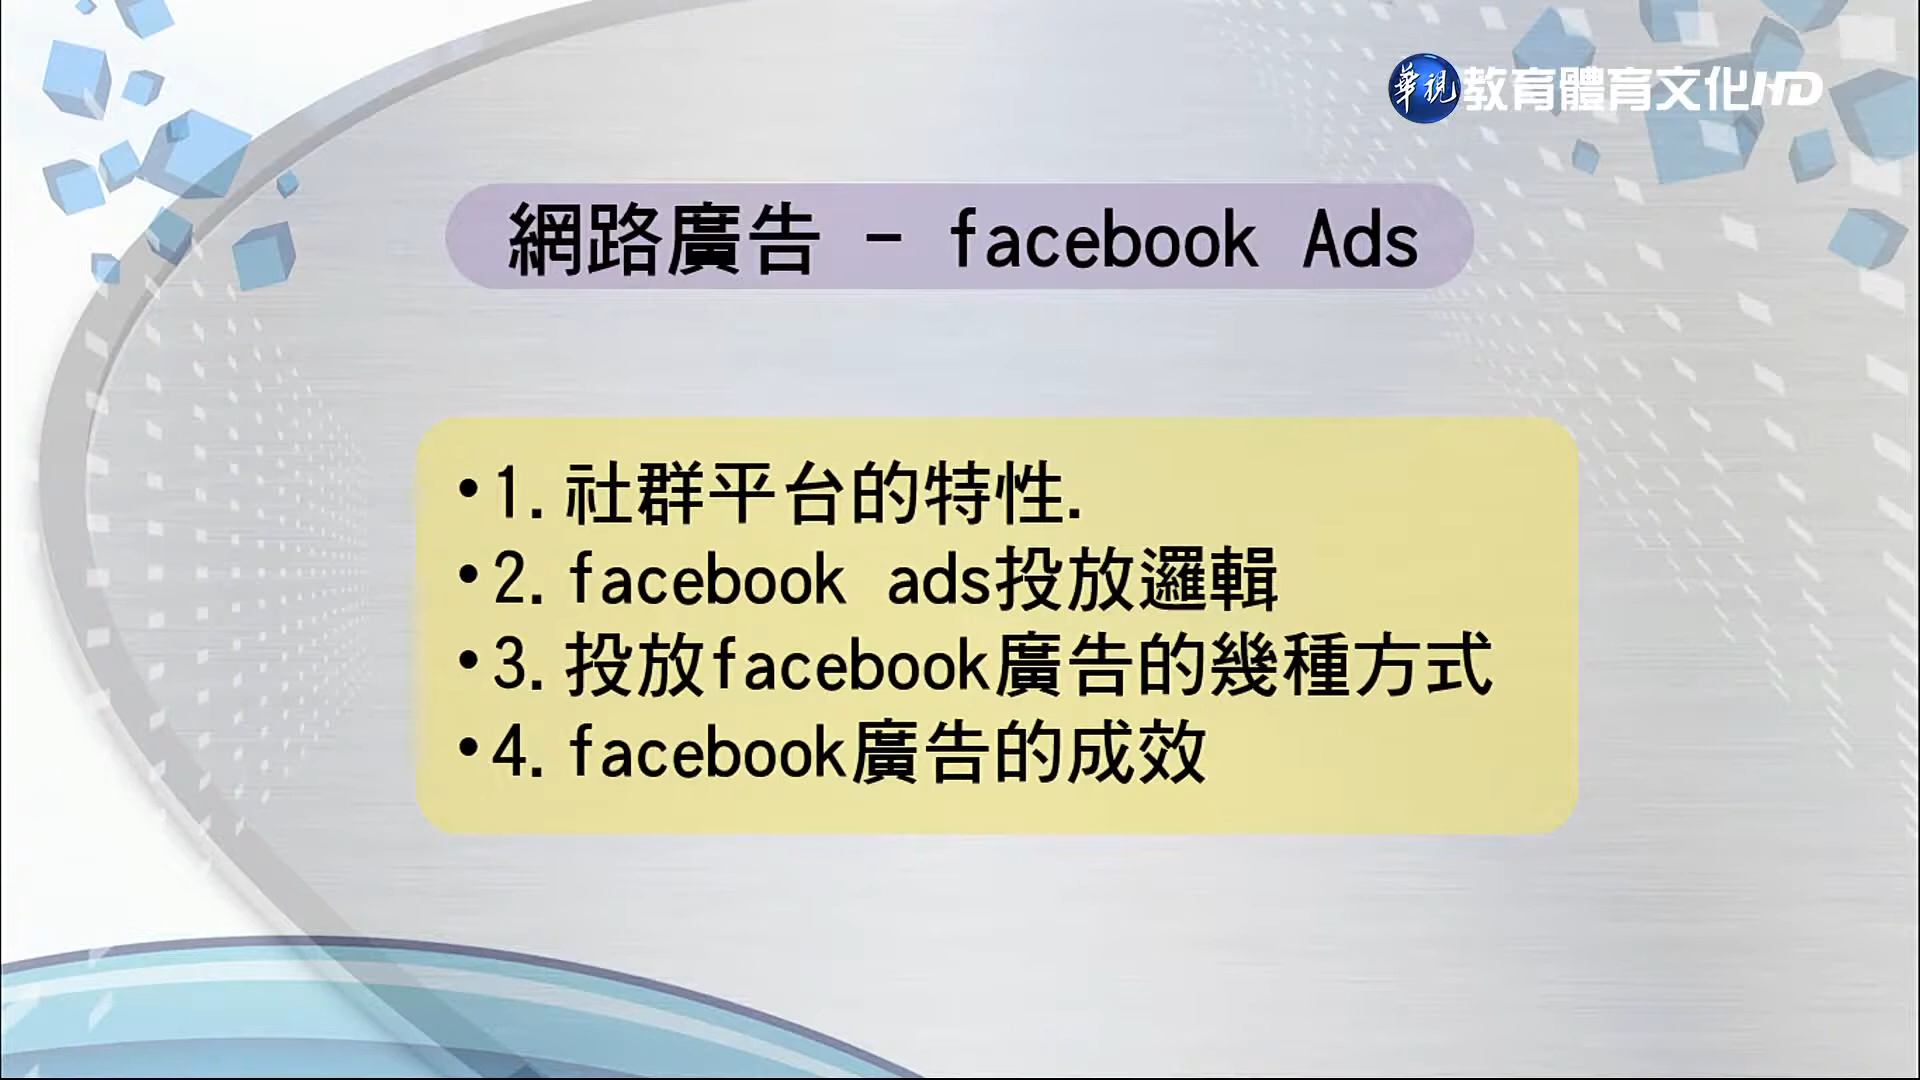 華視 教育體育文化HD
網路廣告 - facebook Ads
•1.社群平台的特性.
•2.facebook ads投放邏輯
•3.投放facebook廣告的幾種方式
•4.facebook廣告的成效